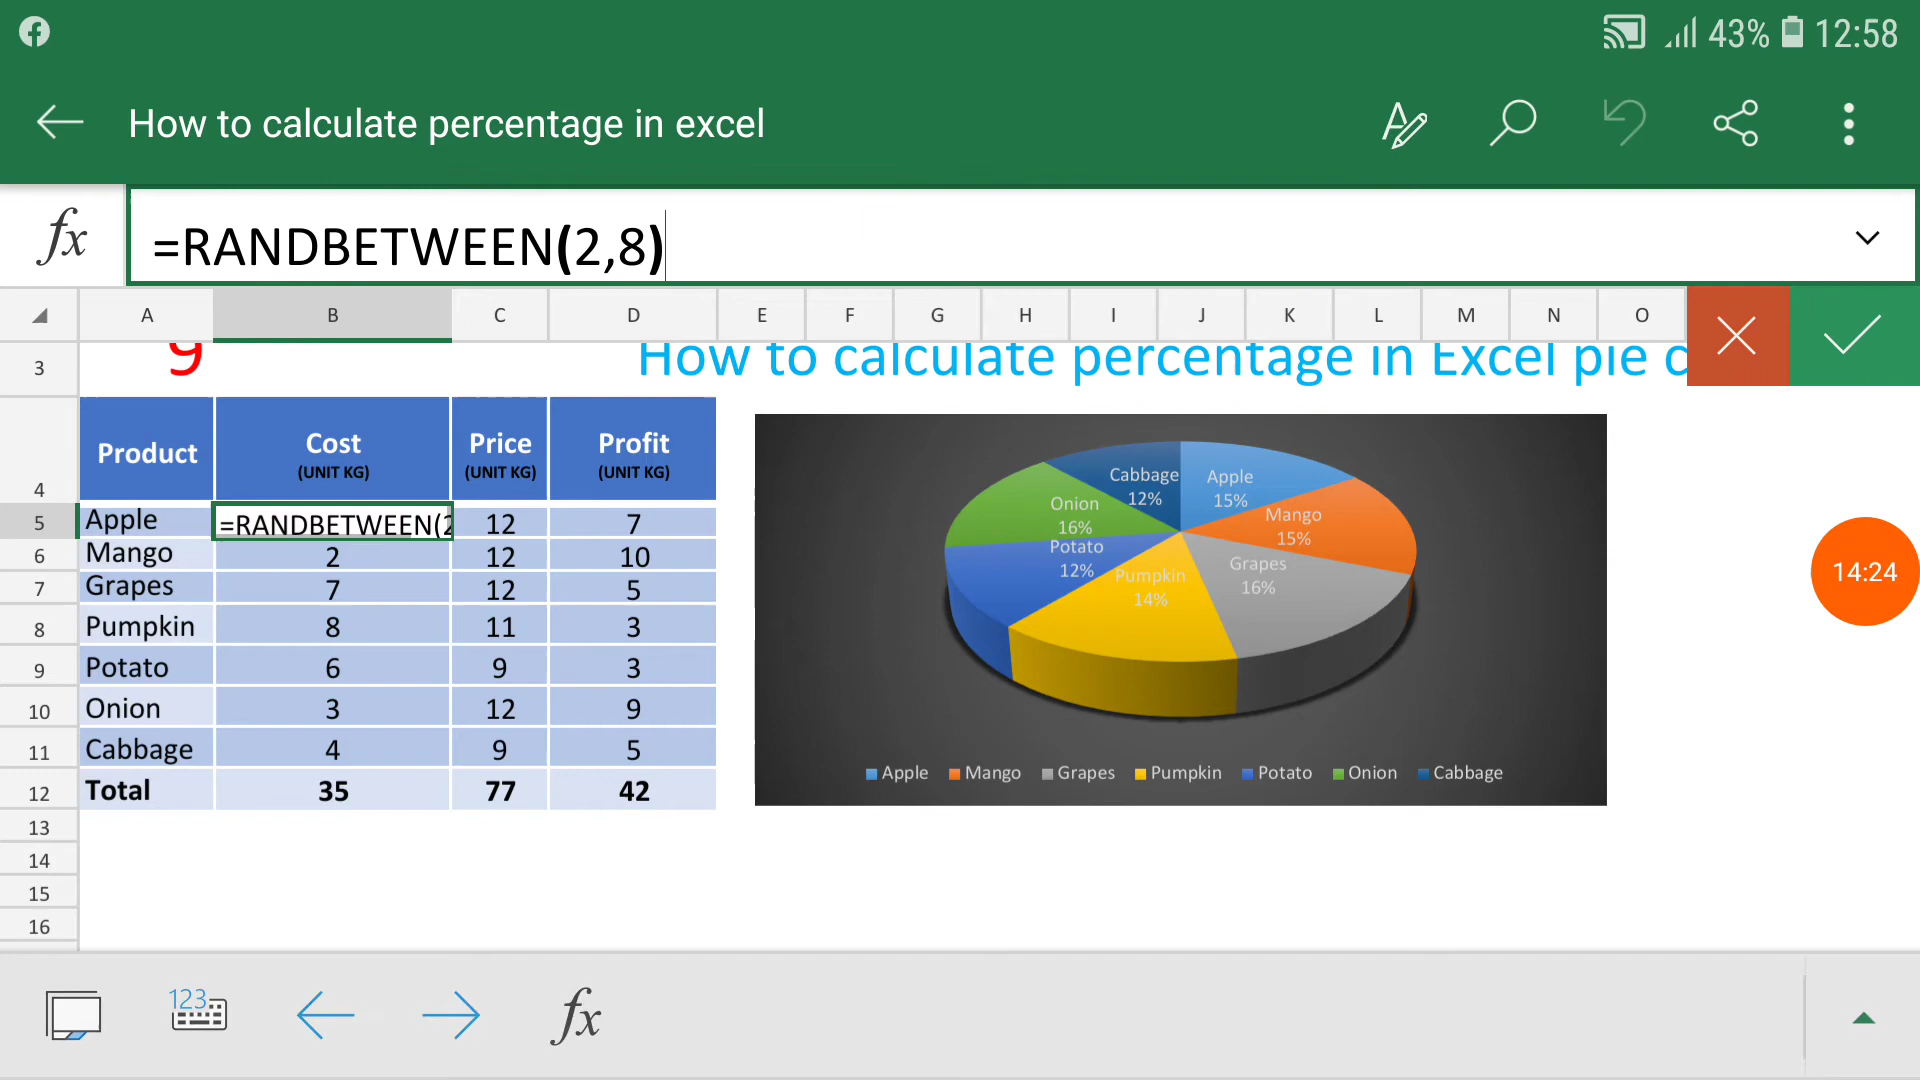 43% 12:58
How to calculate percentage in excel
fx =RANDBETWEEN(2,8)
A B C D E F G H I J K L M N O
3 9 How to calculate percentage in Excel pie c
4 Product Cost (UNIT KG) Price (UNIT KG) Profit (UNIT KG)
5 Apple =RANDBETWEEN(2 12 7
6 Mango 2 12 10
7 Grapes 7 12 5
8 Pumpkin 8 11 3
9 Potato 6 9 3
10 Onion 3 12 9
11 Cabbage 4 9 5
12 Total 35 77 42
13
14
15
16
Cabbage
12%
Apple
15%
Onion
16%
Mango
15%
Potato
12%
Grapes
16%
Pumpkin
14%
Apple Mango Grapes Pumpkin Potato Onion Cabbage
14:24
123 fx